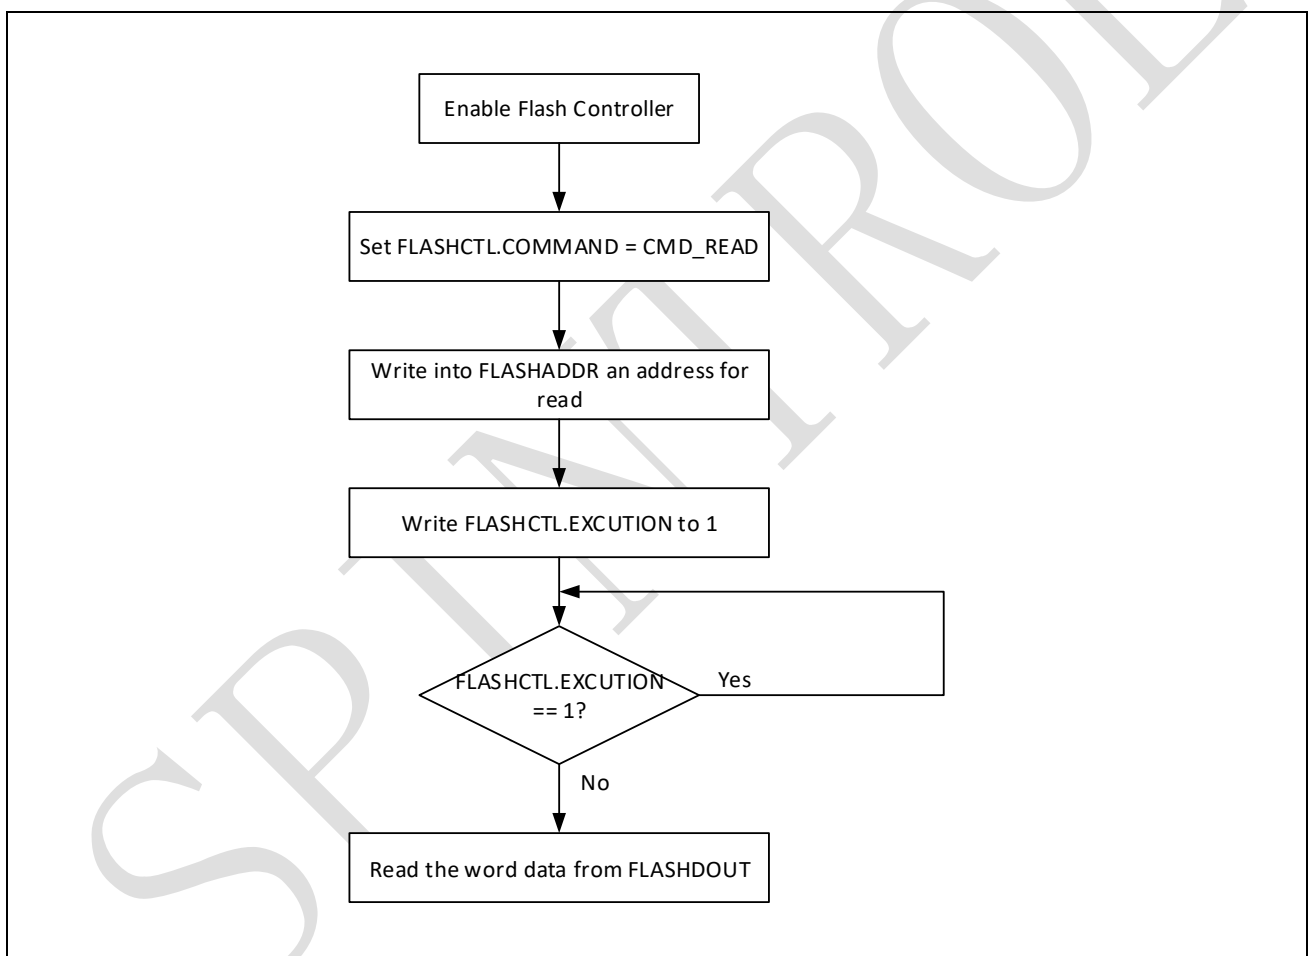 Enable Flash Controller
Set FLASHCTL.COMMAND = CMD_READ
Write into FLASHADDR an address for
read
Write FLASHCTL.EXCUTION to 1
FLASHCTL.EXCUTION
== 1?
Yes
No
Read the word data from FLASHDOUT